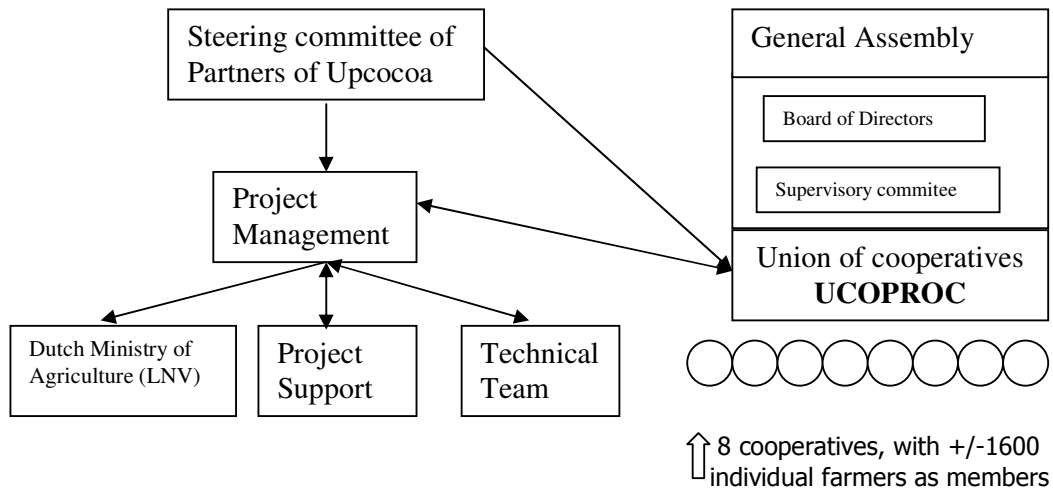 Steering committee of
Partners of Upcocoa
General Assembly
Board of Directors
Supervisory commitee
Project
Management
Union of cooperatives
UCOPROC
Dutch Ministry of
Agriculture (LNV)
Project
Support
Technical
Team
8 cooperatives, with +/-1600
individual farmers as members